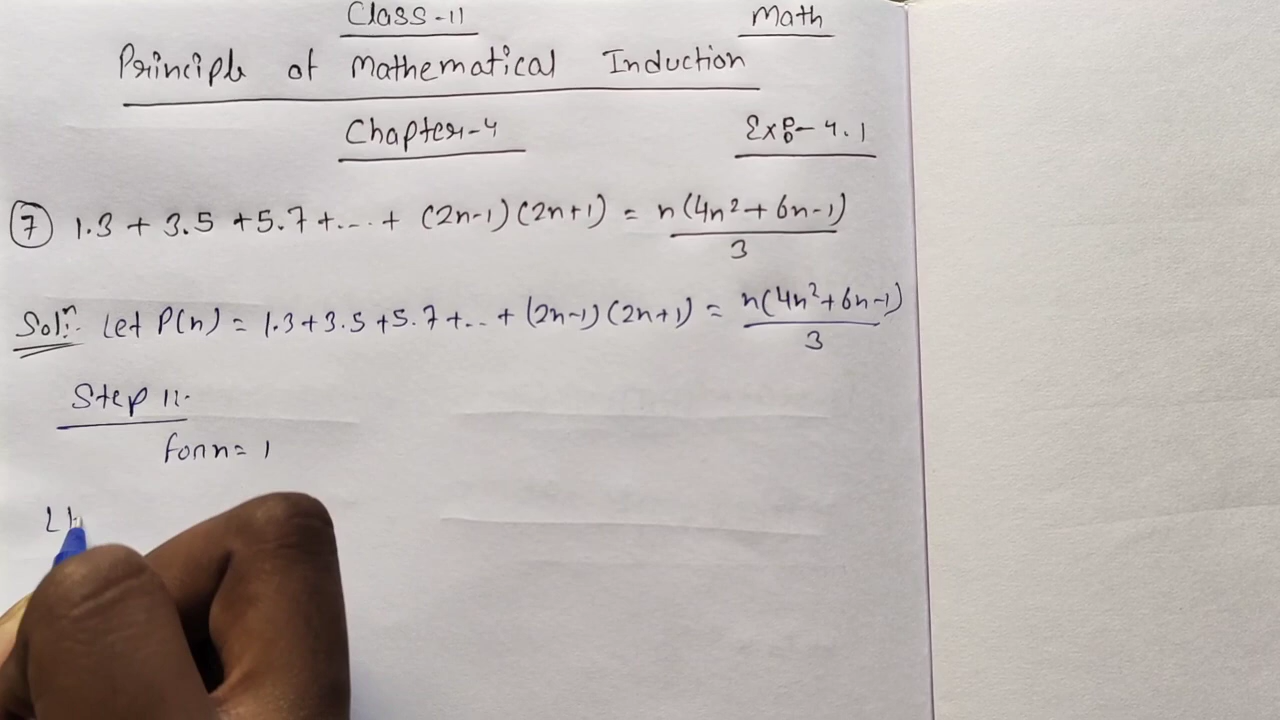 Class-11 Math
Principle of Mathematical Induction
Chapter-4 Exp-4.1
7 1.3 + 3.5 + 5.7 + .... + (2n-1)(2n+1) = n(4n²+6n-1)/3
Solⁿ: Let P(n) = 1.3+3.5+5.7+... + (2n-1)(2n+1) = n(4n²+6n-1)/3
Step 1:-
for n = 1
L